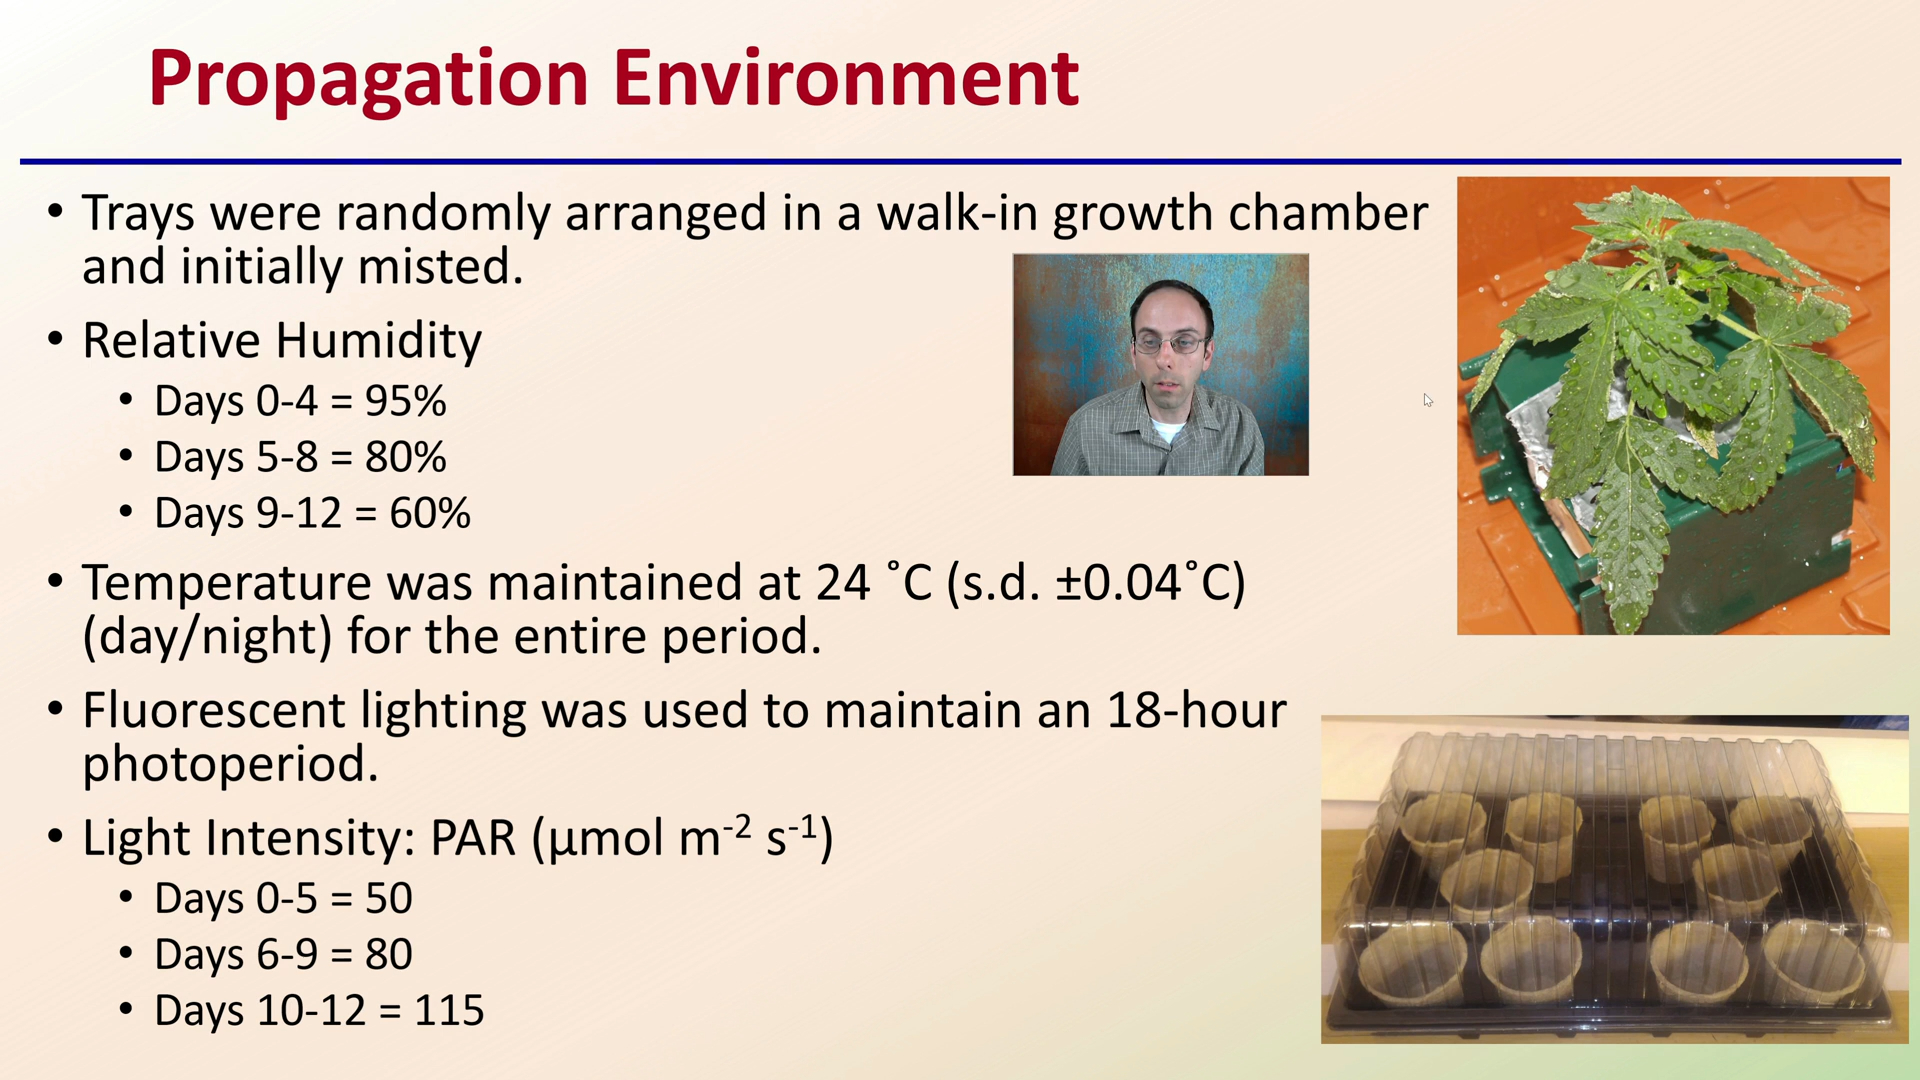 Propagation Environment
• Trays were randomly arranged in a walk-in growth chamber
and initially misted.
• Relative Humidity
• Days 0-4 = 95%
• Days 5-8 = 80%
• Days 9-12 = 60%
• Temperature was maintained at 24 ˚C (s.d. ±0.04˚C)
(day/night) for the entire period.
• Fluorescent lighting was used to maintain an 18-hour
photoperiod.
• Light Intensity: PAR (µmol m⁻² s⁻¹)
• Days 0-5 = 50
• Days 6-9 = 80
• Days 10-12 = 115